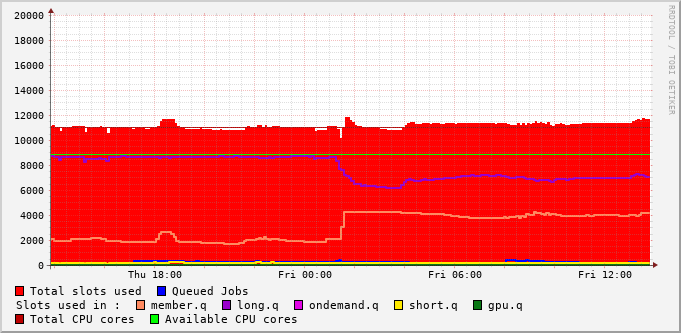 RRDTOOL / TOBI OETIKER
20000
18000
16000
14000
12000
10000
8000
6000
4000
2000
0
Thu 18:00 Fri 00:00 Fri 06:00 Fri 12:00
Total slots used Queued Jobs
Slots used in : member.q long.q ondemand.q short.q gpu.q
Total CPU cores Available CPU cores